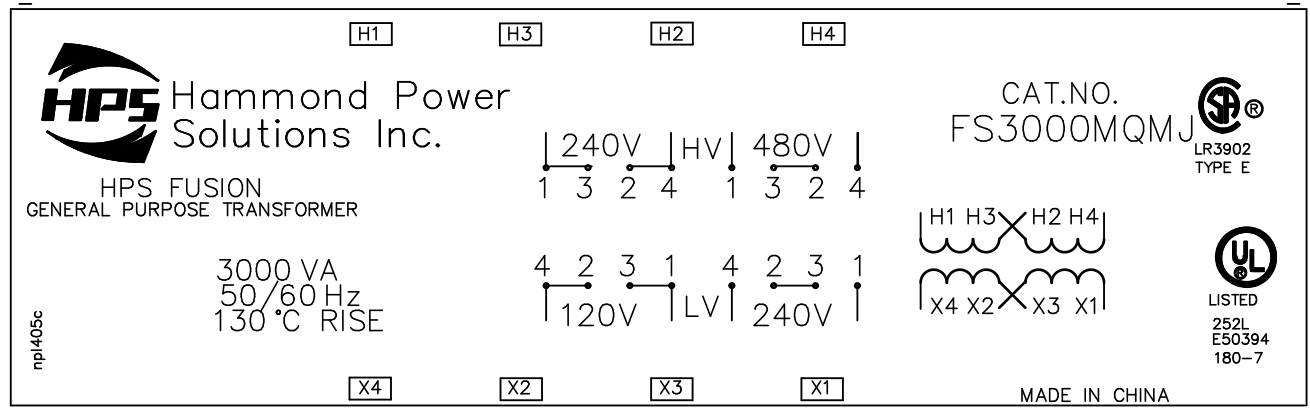 H1 H3 H2 H4
HPS
Hammond Power
Solutions Inc.
HPS FUSION
GENERAL PURPOSE TRANSFORMER
3000 VA
50/60 Hz
130 °C RISE
npl405c
240V HV 480V
1 3 2 4 1 3 2 4
4 2 3 1 4 2 3 1
120V LV 240V
CAT.NO.
FS3000MQMJ
SA ®
LR3902
TYPE E
H1 H3 H2 H4
X4 X2 X3 X1
UL ®
LISTED
252L
E50394
180-7
X4 X2 X3 X1
MADE IN CHINA